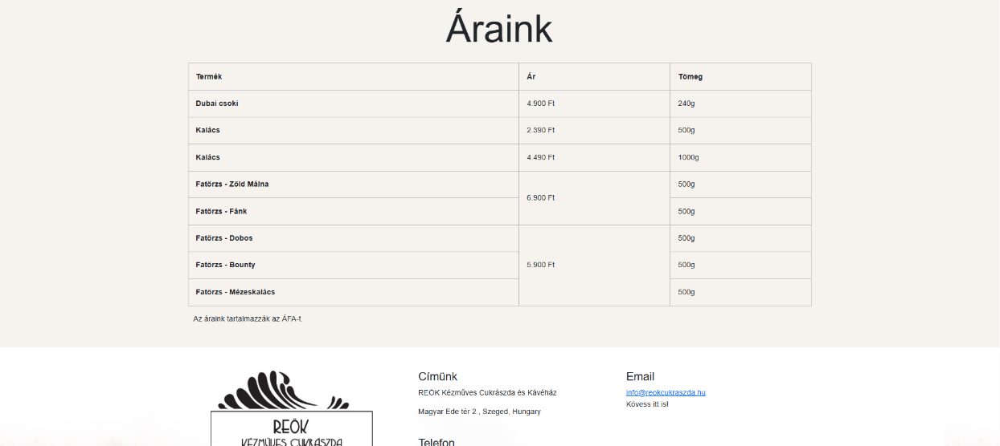 Áraink
Termék Ár Tömeg
Dubai csoki 4.900 Ft 240g
Kalács 2.390 Ft 500g
Kalács 4.490 Ft 1000g
Fatörzs - Zöld Málna 500g
6.900 Ft
Fatörzs - Fánk 500g
Fatörzs - Dobos 500g
Fatörzs - Bounty 5.900 Ft 500g
Fatörzs - Mézeskalács 500g
Az áraink tartalmazzák az ÁFA-t.
Címünk
REÖK Kézműves Cukrászda és Kávéház
Magyar Ede tér 2., Szeged, Hungary
Telefon
Email
info@reokcukraszda.hu
Kövess itt is!
REÖK
KÉZMŰVES CUKRÁSZDA